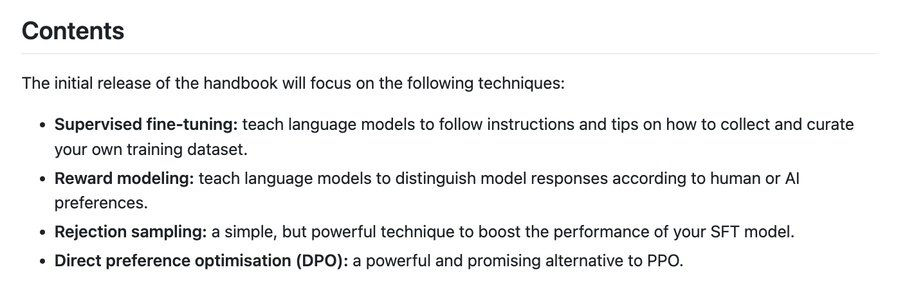 Contents
The initial release of the handbook will focus on the following techniques:
• Supervised fine-tuning: teach language models to follow instructions and tips on how to collect and curate
your own training dataset.
• Reward modeling: teach language models to distinguish model responses according to human or AI
preferences.
• Rejection sampling: a simple, but powerful technique to boost the performance of your SFT model.
• Direct preference optimisation (DPO): a powerful and promising alternative to PPO.